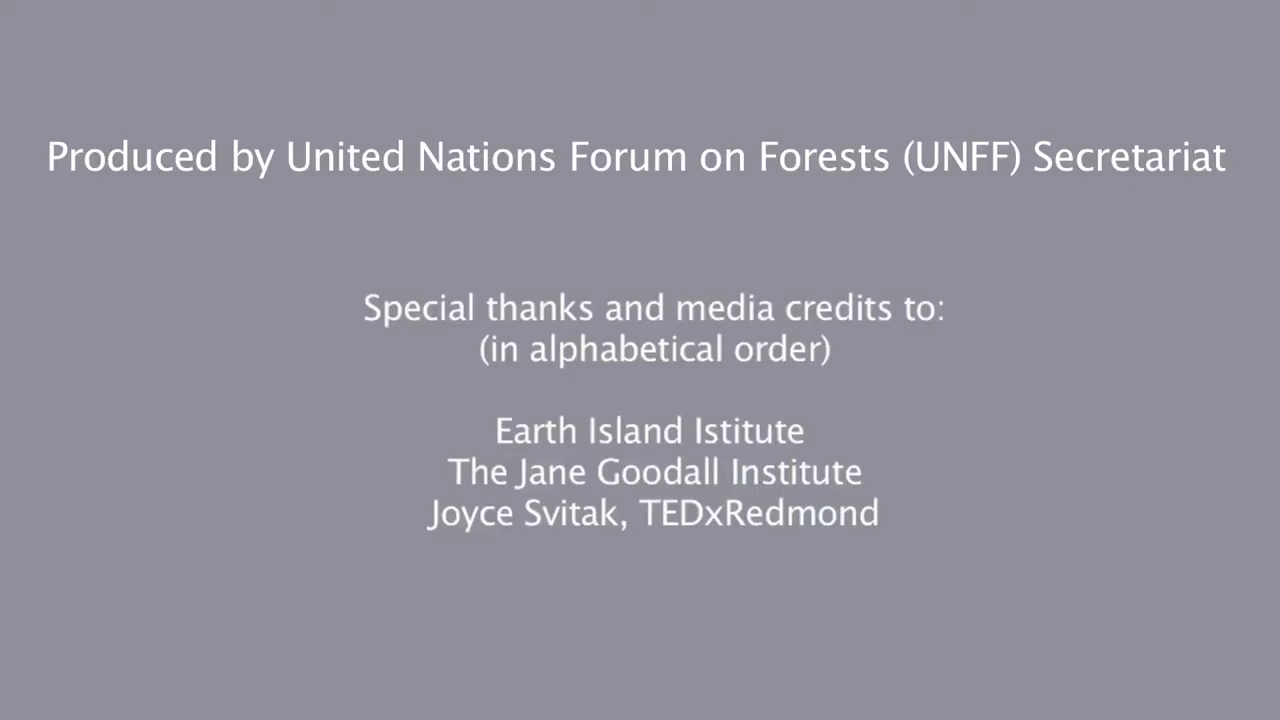 Produced by United Nations Forum on Forests (UNFF) Secretariat
Special thanks and media credits to:
(in alphabetical order)
Earth Island Istitute
The Jane Goodall Institute
Joyce Svitak, TEDxRedmond